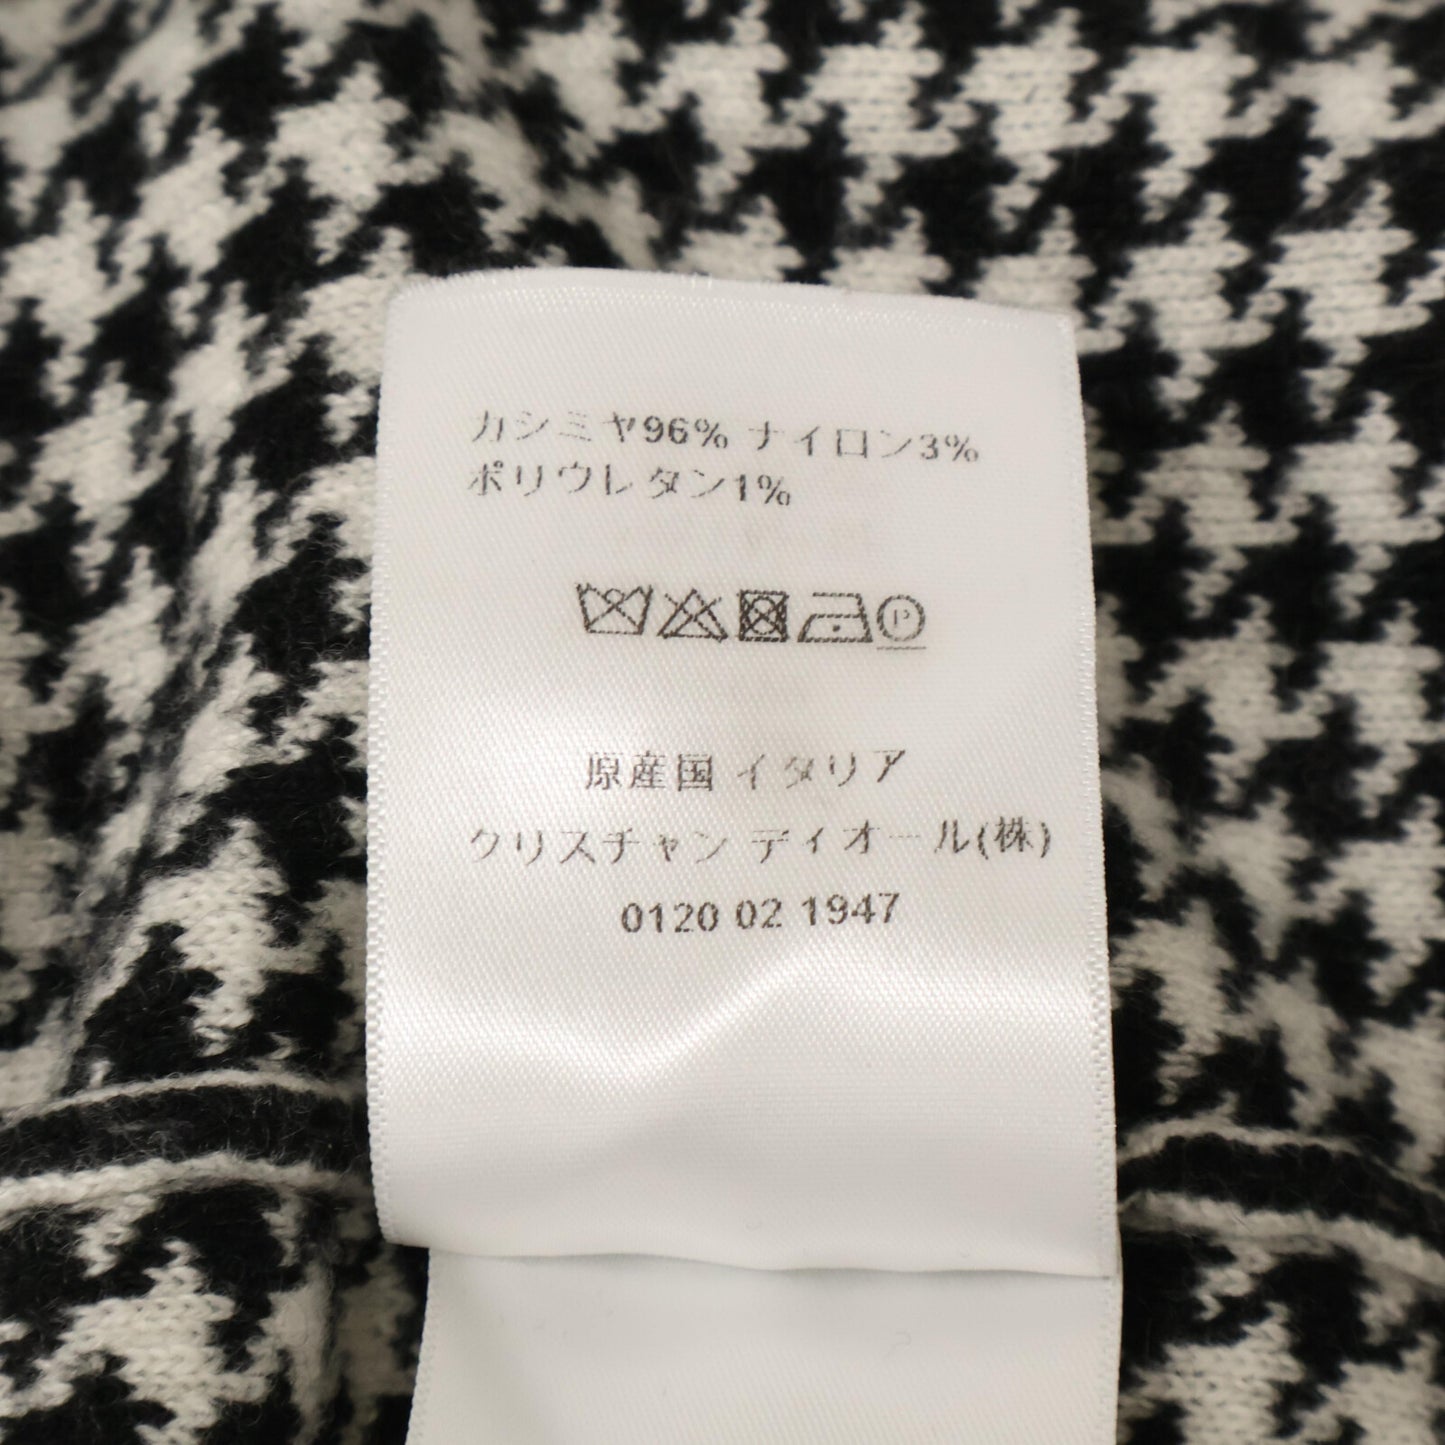 カシミヤ96% ナイロン3%
ポリウレタン1%
P
原産国 イタリア
クリスチャン ディオール(株)
0120 02 1947